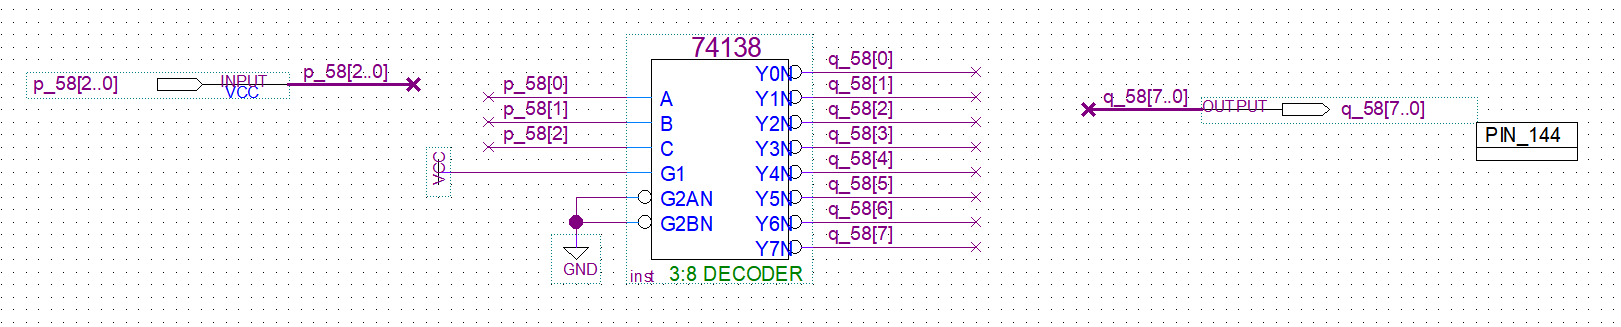 p_58[2..0]
INPUT
VCC
p_58[2..0]
p_58[0]
p_58[1]
p_58[2]
VCC
GND
74138
A
B
C
G1
G2AN
G2BN
Y0N
Y1N
Y2N
Y3N
Y4N
Y5N
Y6N
Y7N
inst
3:8 DECODER
q_58[0]
q_58[1]
q_58[2]
q_58[3]
q_58[4]
q_58[5]
q_58[6]
q_58[7]
q_58[7..0]
OUTPUT
q_58[7..0]
PIN_144